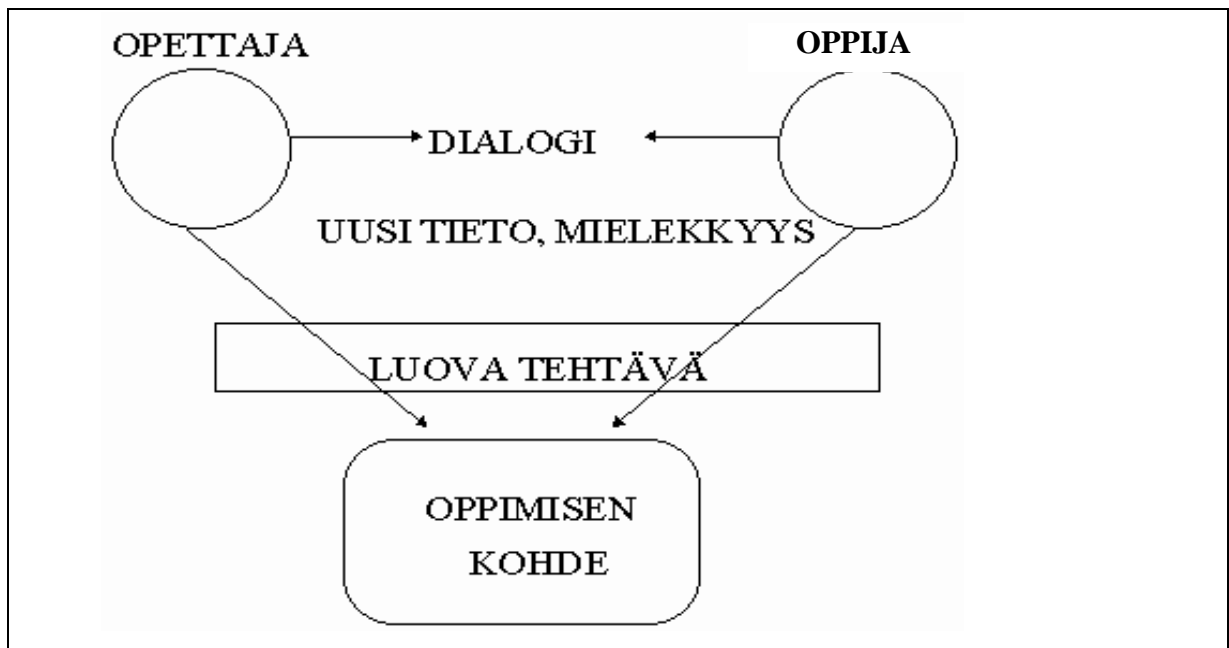 OPETTAJA
OPPIJA
DIALOGI
UUSI TIETO, MIELEKKYYS
LUOVA TEHTÄVÄ
OPPIMISEN
KOHDE